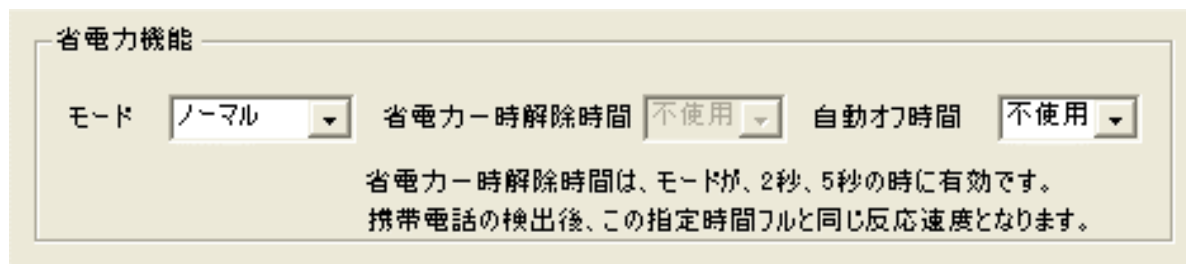 省電力機能
モード ノーマル 省電力一時解除時間 不使用 自動オフ時間 不使用
省電力一時解除時間は、モードが、2秒、5秒の時に有効です。
携帯電話の検出後、この指定時間フルと同じ反応速度となります。